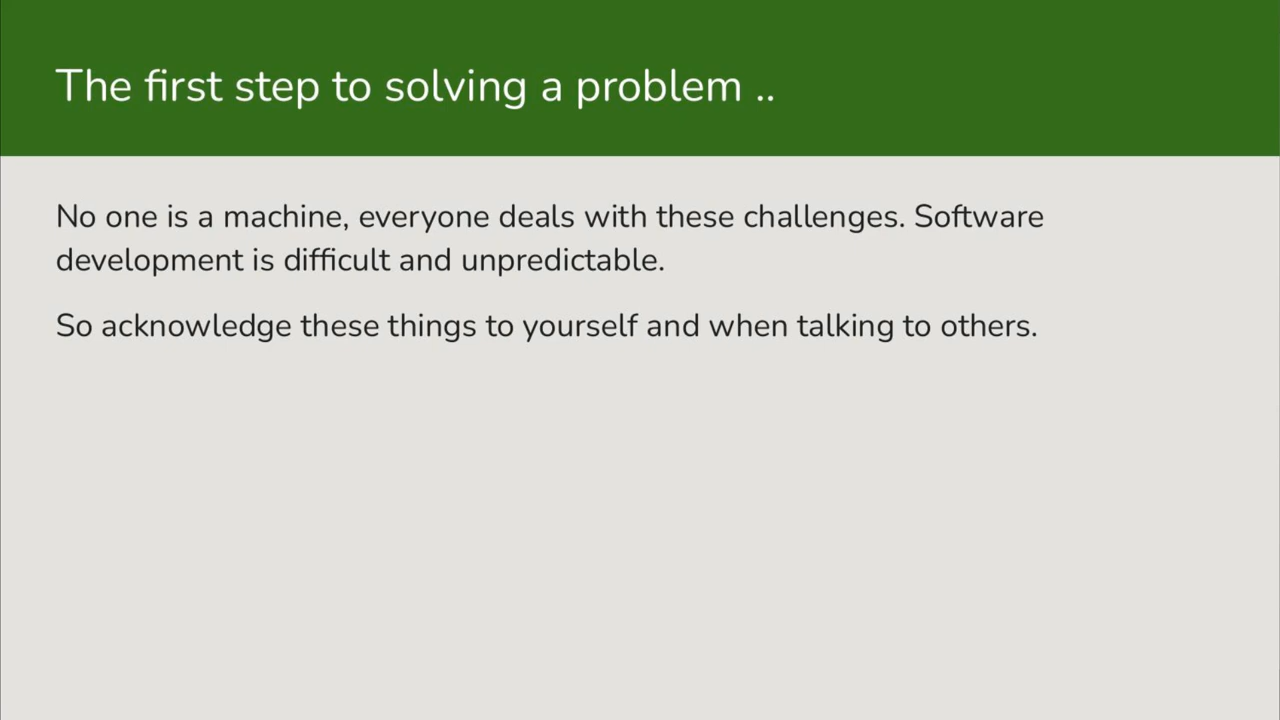 The first step to solving a problem ..
No one is a machine, everyone deals with these challenges. Software
development is difficult and unpredictable.
So acknowledge these things to yourself and when talking to others.